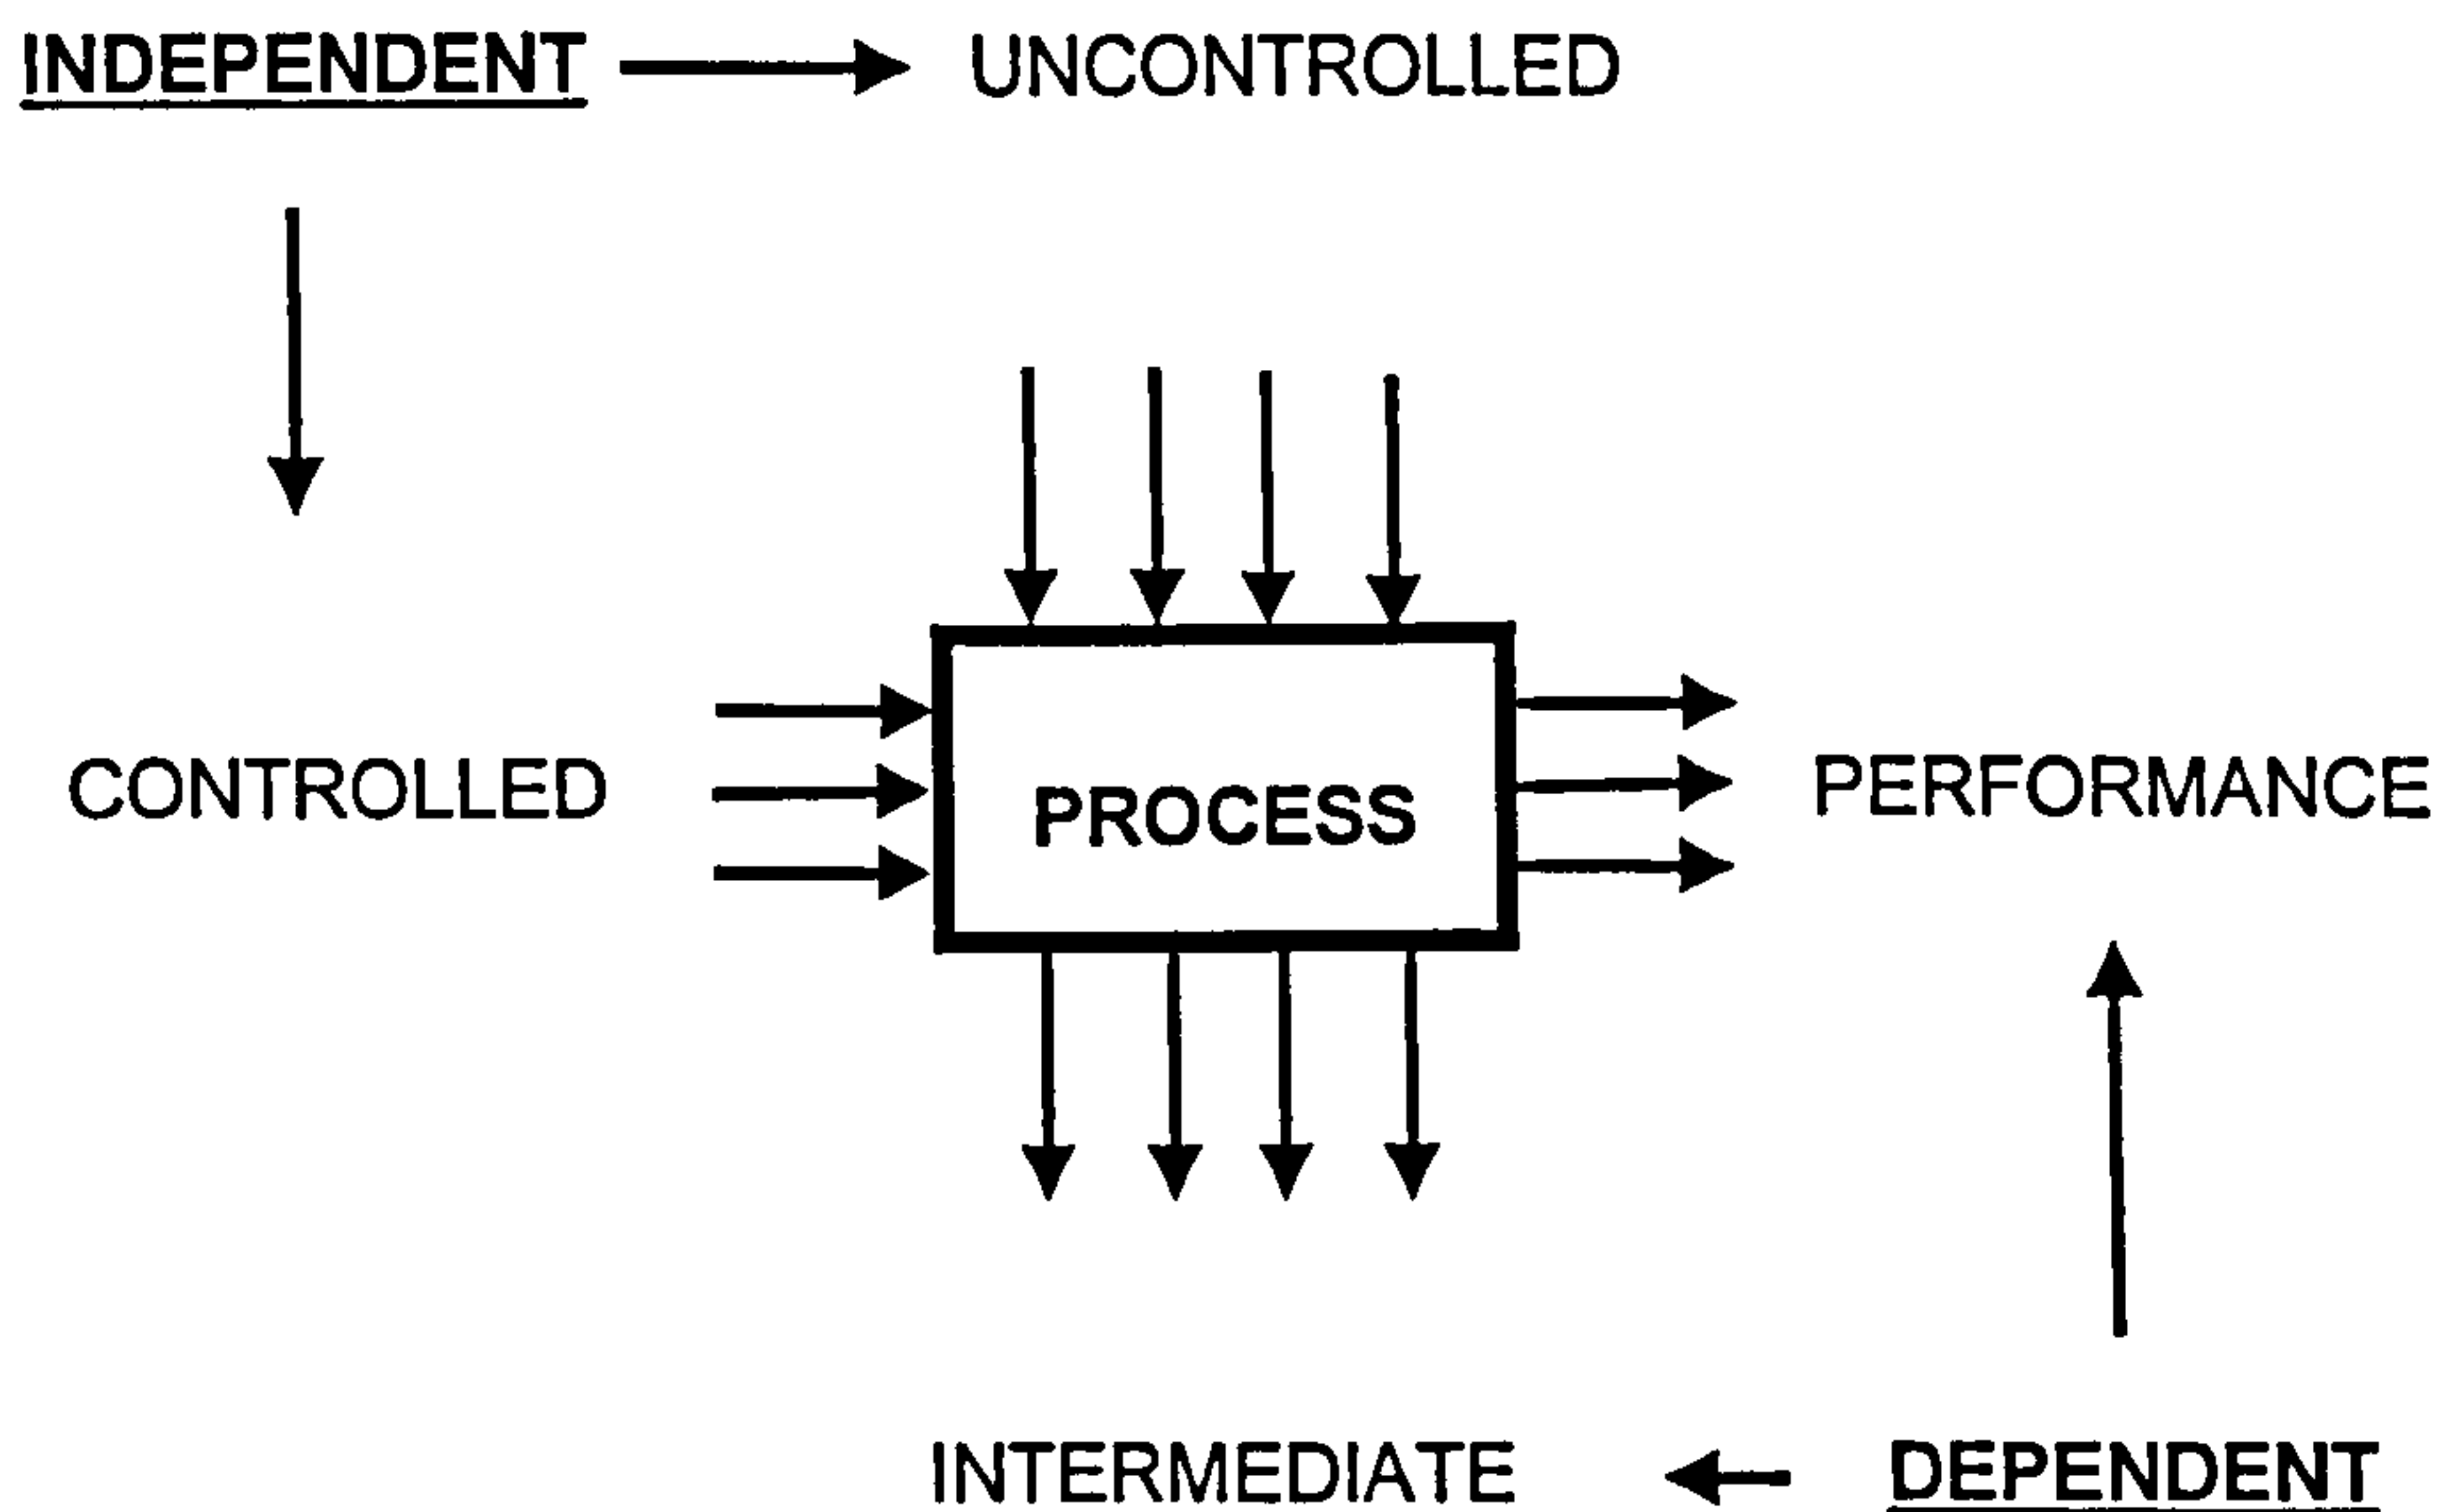 INDEPENDENT
UNCONTROLLED
CONTROLLED
PROCESS
PERFORMANCE
INTERMEDIATE
DEPENDENT